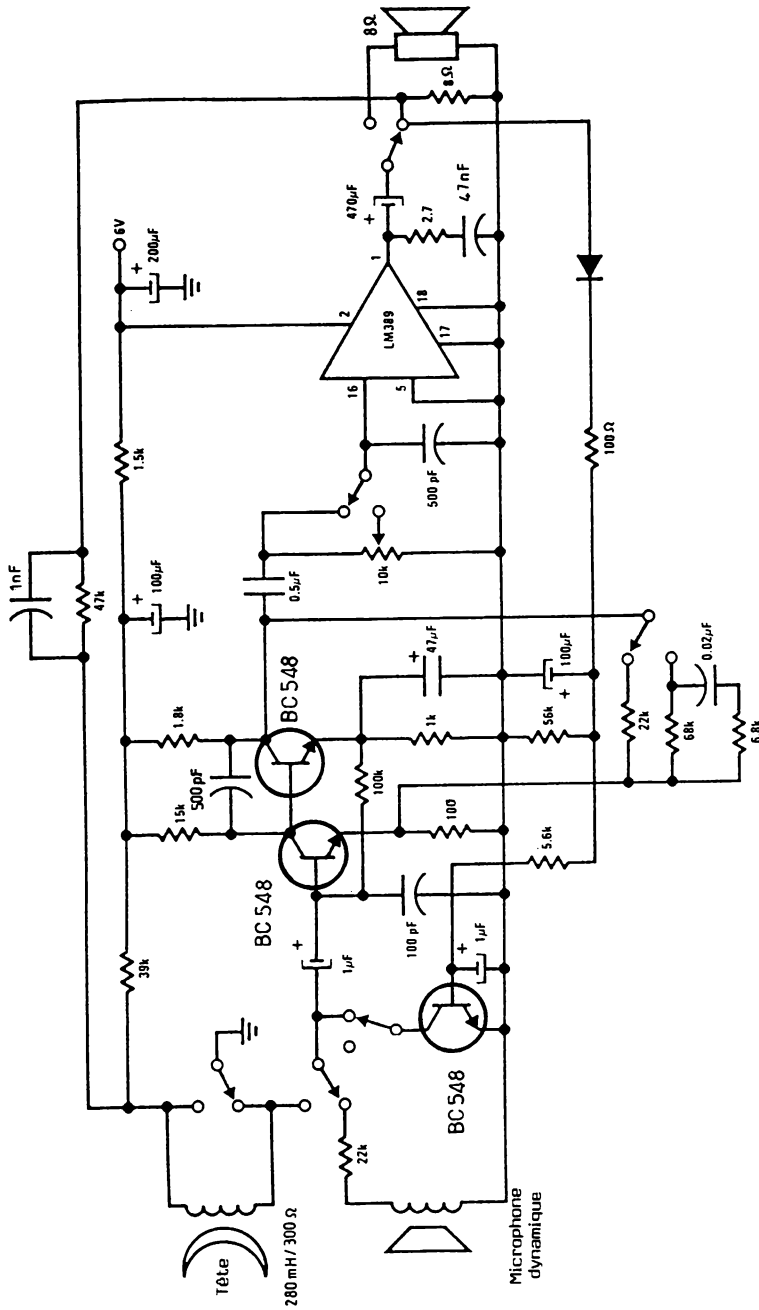 1nF
47k
6V
+
200µF
1.5k
+
100µF
39k
15k
1.8k
500pF
BC 548
BC 548
0.5µF
10k
500 pF
16
5
2
LM389
1
17
18
+
470µF
2.7
47nF
8Ω
8Ω
100Ω
+
1µF
100 pF
100k
100
1k
+
47µF
100µF
+
56k
5.6k
22k
68k
0.02µF
6.8k
+
1µF
BC 548
22k
Tête
280 mH/300 Ω
Microphone
dynamique